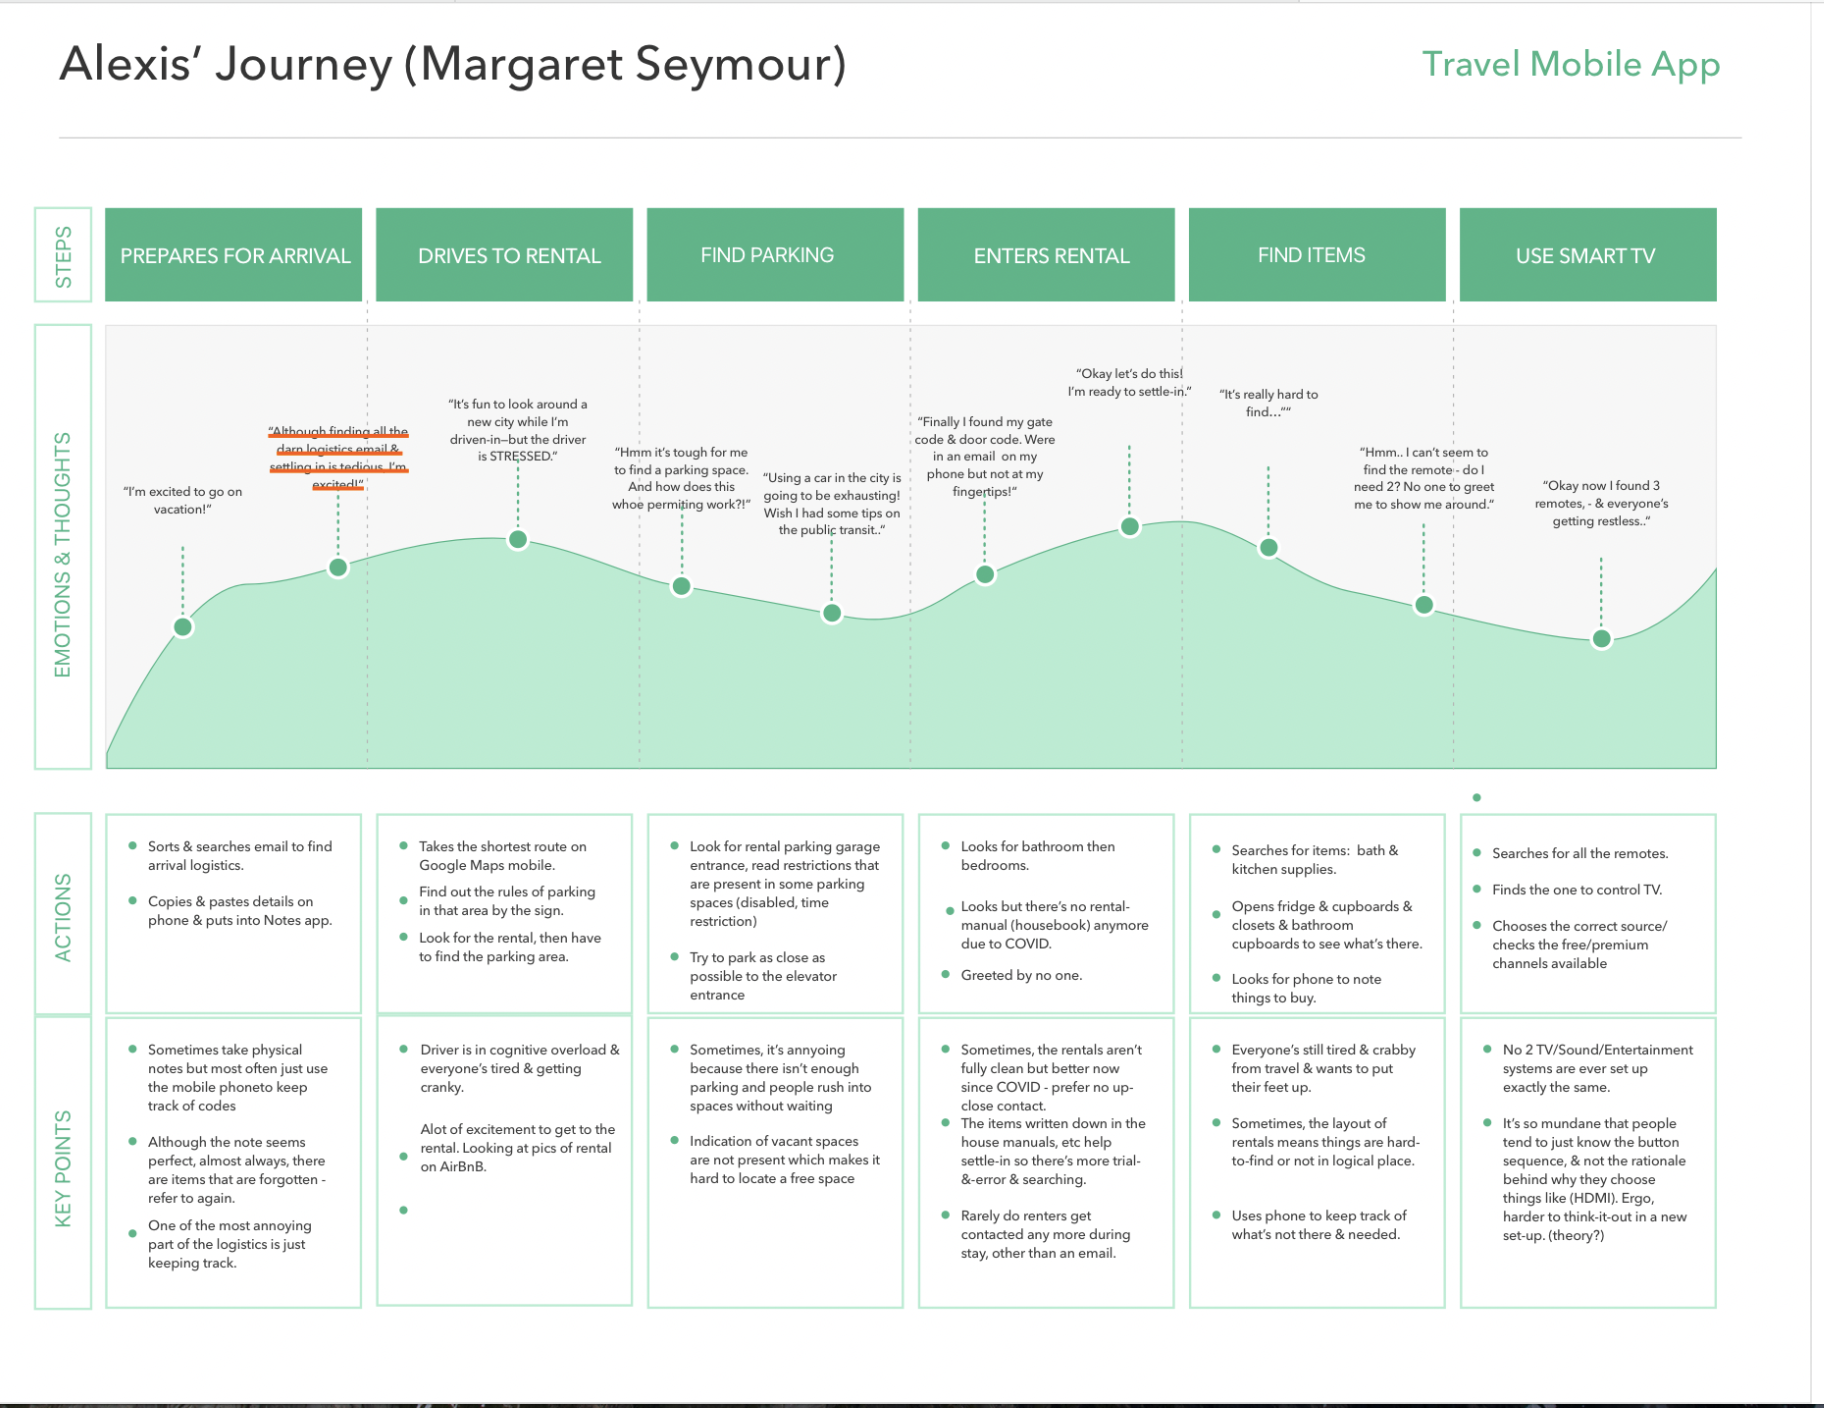 Alexis’ Journey (Margaret Seymour)
Travel Mobile App
STEPS
PREPARES FOR ARRIVAL
DRIVES TO RENTAL
FIND PARKING
ENTERS RENTAL
FIND ITEMS
USE SMART TV
EMOTIONS & THOUGHTS
“I’m excited to go on
vacation!”
“Although finding all the
darn logistics email &
settling in is tedious, I’m
excited!”
“It’s fun to look around a
new city while I’m
driven-in—but the driver
is STRESSED.“
“Hmm it’s tough for me
to find a parking space.
And how does this
whoe permiting work?!“
“Using a car in the city is
going to be exhausting!
Wish I had some tips on
the public transit..“
“Finally I found my gate
code & door code. Were
in an email  on my
phone but not at my
fingertips!“
“Okay let’s do this!
I’m ready to settle-in.”
“It’s really hard to
find...””
“Hmm.. I can’t seem to
find the remote - do I
need 2? No one to greet
me to show me around.”
“Okay now I found 3
remotes, - & everyone’s
getting restless..”
ACTIONS
Sorts & searches email to find
arrival logistics.
Copies & pastes details on
phone & puts into Notes app.
Takes the shortest route on
Google Maps mobile.
Find out the rules of parking
in that area by the sign.
Look for the rental, then have
to find the parking area.
Look for rental parking garage
entrance, read restrictions that
are present in some parking
spaces (disabled, time
restriction)
Try to park as close as
possible to the elevator
entrance
Looks for bathroom then
bedrooms.
Looks but there’s no rental-
manual (housebook) anymore
due to COVID.
Greeted by no one.
Searches for items:  bath &
kitchen supplies.
Opens fridge & cupboards &
closets & bathroom
cupboards to see what’s there.
Looks for phone to note
things to buy.
Searches for all the remotes.
Finds the one to control TV.
Chooses the correct source/
checks the free/premium
channels available
KEY POINTS
Sometimes take physical
notes but most often just use
the mobile phoneto keep
track of codes
Although the note seems
perfect, almost always, there
are items that are forgotten -
refer to again.
One of the most annoying
part of the logistics is just
keeping track.
Driver is in cognitive overload &
everyone’s tired & getting
cranky.
Alot of excitement to get to the
rental. Looking at pics of rental
on AirBnB.
Sometimes, it’s annyoing
because there isn’t enough
parking and people rush into
spaces without waiting
Indication of vacant spaces
are not present which makes it
hard to locate a free space
Sometimes, the rentals aren’t
fully clean but better now
since COVID - prefer no up-
close contact.
The items written down in the
house manuals, etc help
settle-in so there’s more trial-
&-error & searching.
Rarely do renters get
contacted any more during
stay, other than an email.
Everyone’s still tired & crabby
from travel & wants to put
their feet up.
Sometimes, the layout of
rentals means things are hard-
to-find or not in logical place.
Uses phone to keep track of
what’s not there & needed.
No 2 TV/Sound/Entertainment
systems are ever set up
exactly the same.
It’s so mundane that people
tend to just know the button
sequence, & not the rationale
behind why they choose
things like (HDMI). Ergo,
harder to think-it-out in a new
set-up. (theory?)